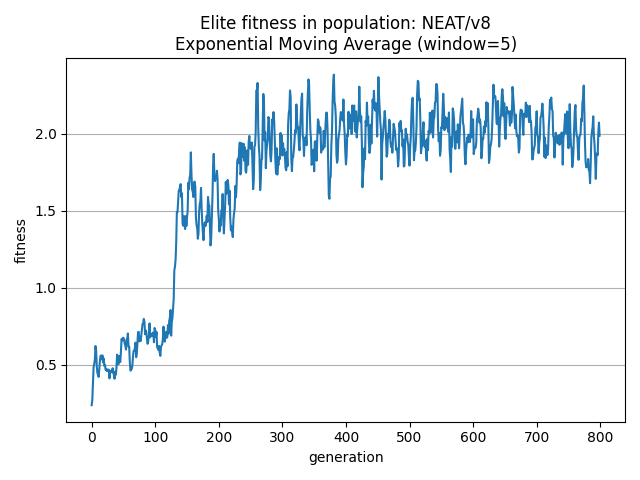 Elite fitness in population: NEAT/v8
Exponential Moving Average (window=5)
fitness
2.0
1.5
1.0
0.5
0 100 200 300 400 500 600 700 800
generation